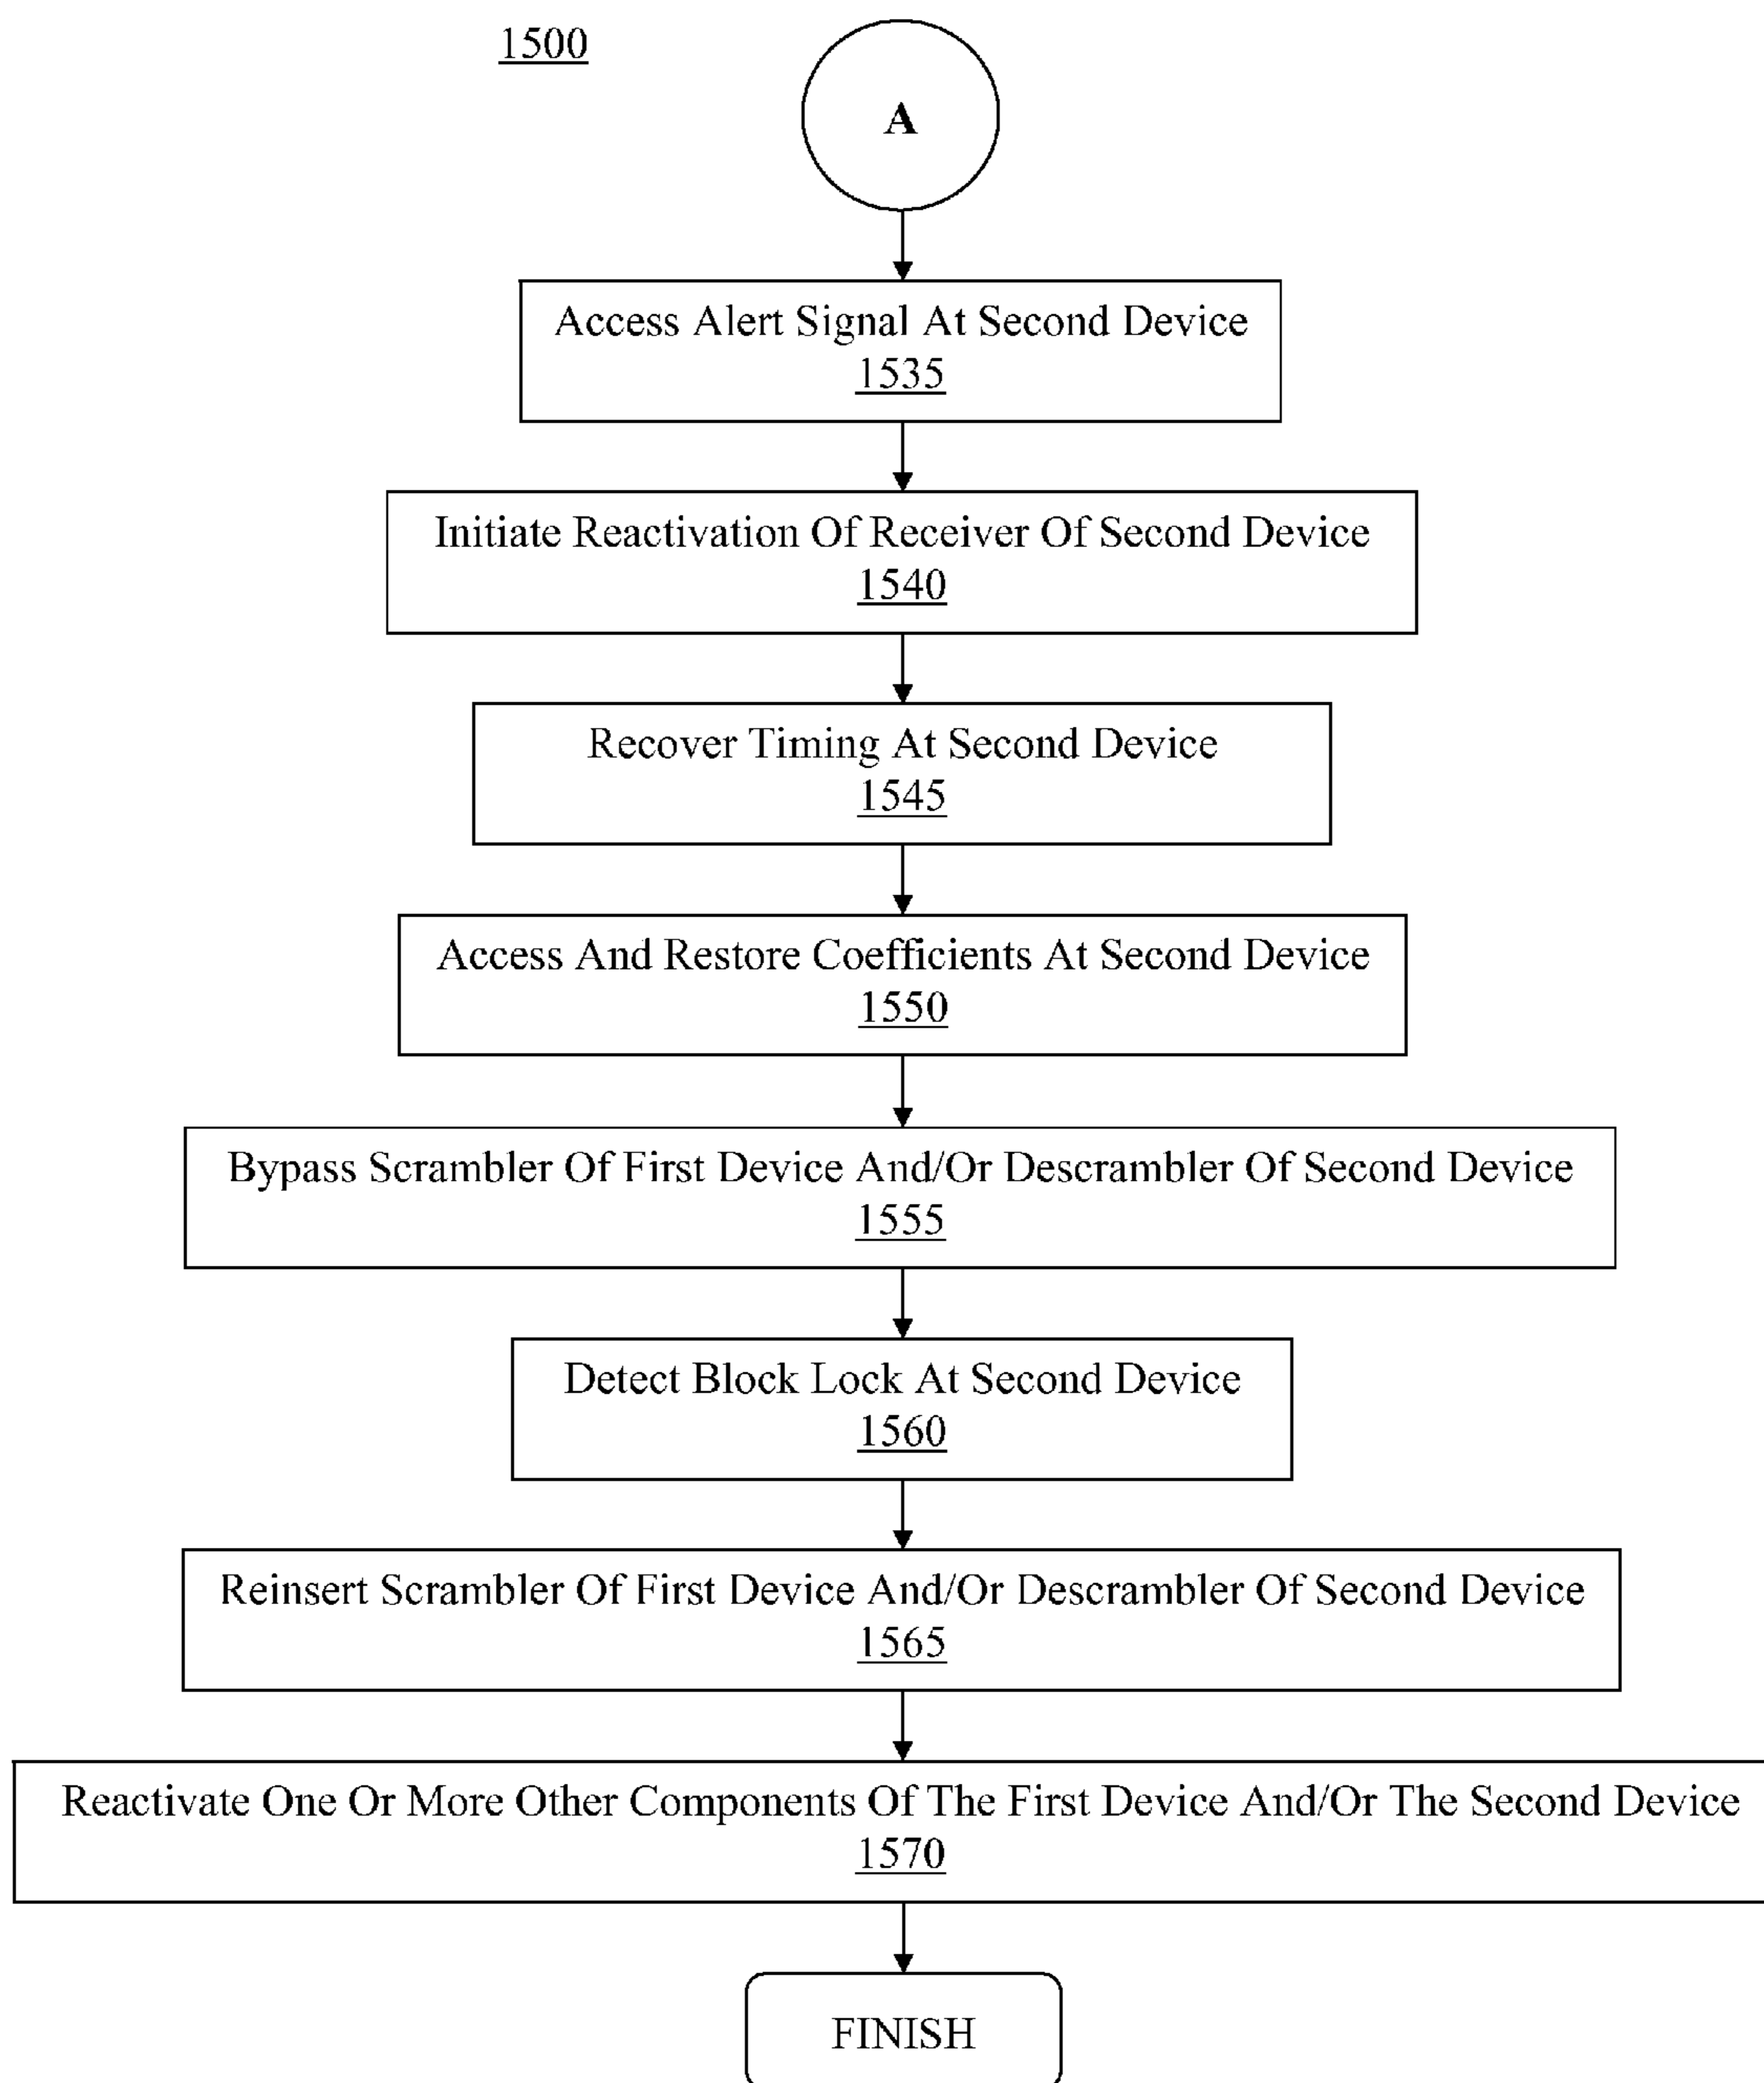 1500
A
Access Alert Signal At Second Device
1535
Initiate Reactivation Of Receiver Of Second Device
1540
Recover Timing At Second Device
1545
Access And Restore Coefficients At Second Device
1550
Bypass Scrambler Of First Device And/Or Descrambler Of Second Device
1555
Detect Block Lock At Second Device
1560
Reinsert Scrambler Of First Device And/Or Descrambler Of Second Device
1565
Reactivate One Or More Other Components Of The First Device And/Or The Second Device
1570
FINISH